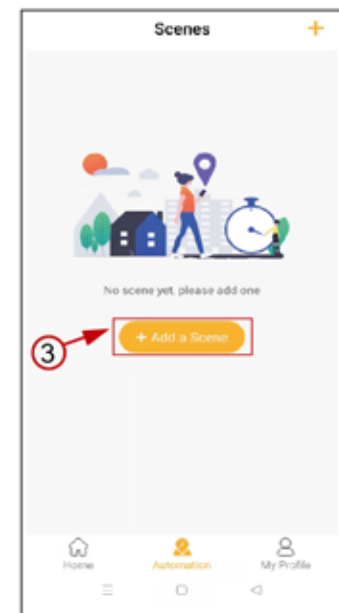 Scenes +
No scene yet, please add one
③
+ Add a Scene
Home Automation My Profile